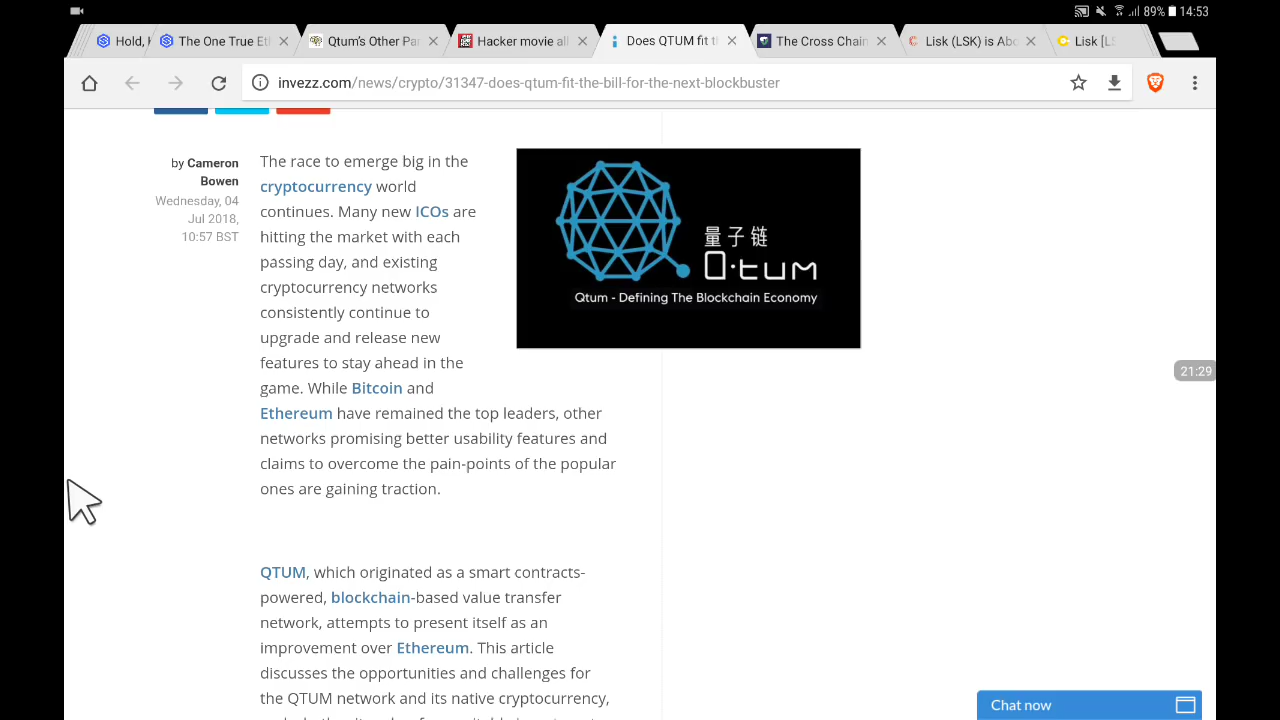 89% 14:53
Hold, H
The One True Eth
Qtum's Other Par
Hacker movie all
Does QTUM fit th
The Cross Chain
Lisk (LSK) is Abo
Lisk [LS
invezz.com/news/crypto/31347-does-qtum-fit-the-bill-for-the-next-blockbuster
by Cameron
Bowen
Wednesday, 04
Jul 2018,
10:57 BST
The race to emerge big in the
cryptocurrency world
continues. Many new ICOs are
hitting the market with each
passing day, and existing
cryptocurrency networks
consistently continue to
upgrade and release new
features to stay ahead in the
game. While Bitcoin and
Ethereum have remained the top leaders, other
networks promising better usability features and
claims to overcome the pain-points of the popular
ones are gaining traction.
量子链
Qtum
Qtum - Defining The Blockchain Economy
21:29
QTUM, which originated as a smart contracts-
powered, blockchain-based value transfer
network, attempts to present itself as an
improvement over Ethereum. This article
discusses the opportunities and challenges for
the QTUM network and its native cryptocurrency,
Chat now